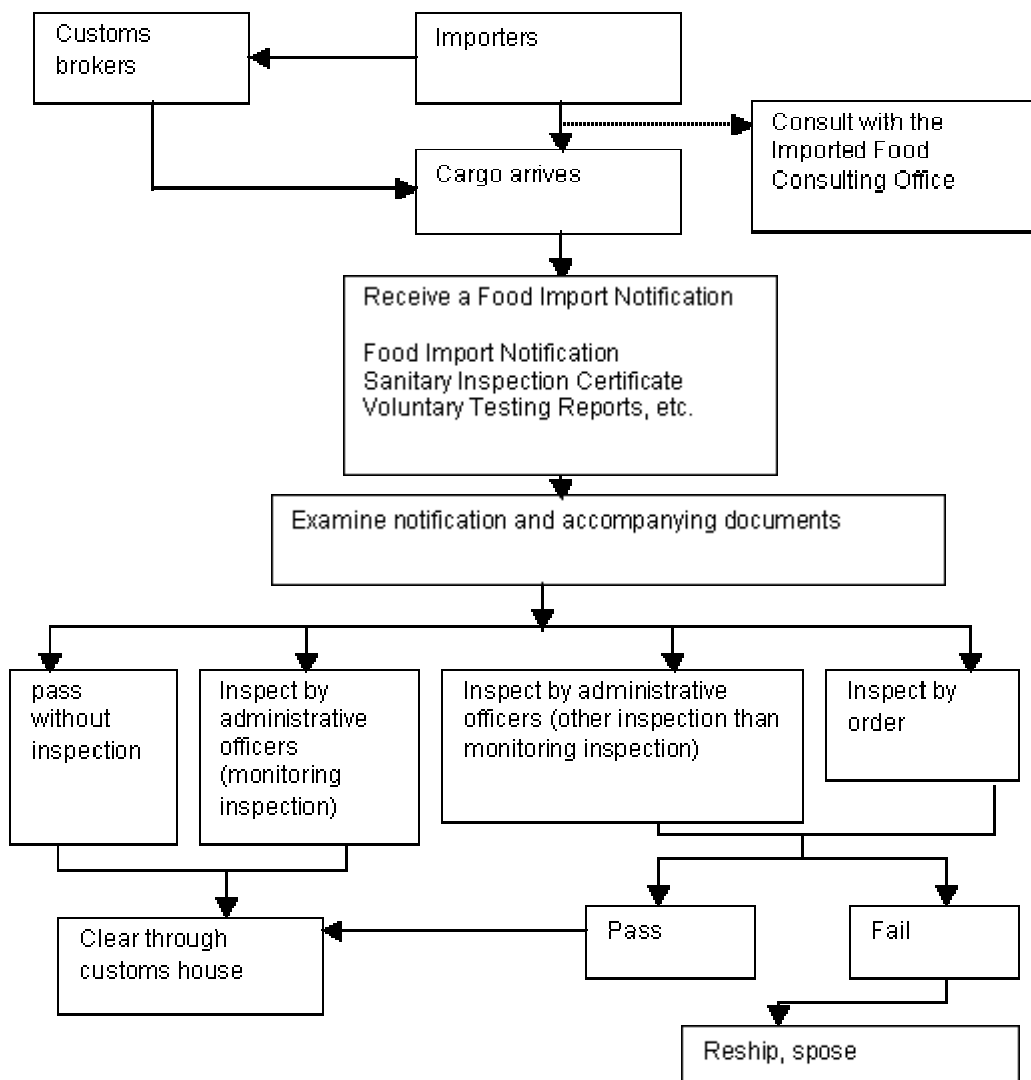 Customs
brokers
Importers
Consult with the
Imported Food
Consulting Office
Cargo arrives
Receive a Food Import Notification
Food Import Notification
Sanitary Inspection Certificate
Voluntary Testing Reports, etc.
Examine notification and accompanying documents
pass
without
inspection
Inspect by
administrative
officers
(monitoring
inspection)
Inspect by administrative
officers (other inspection than
monitoring inspection)
Inspect by
order
Clear through
customs house
Pass
Fail
Reship, spose